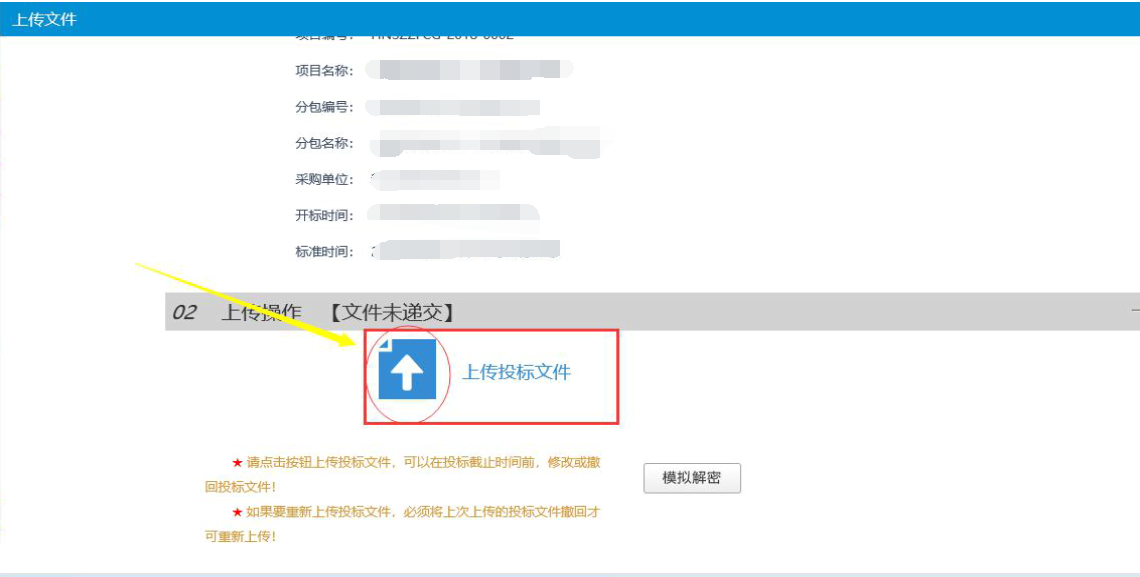 上传文件
项目编号：
项目名称：
分包编号：
分包名称：
采购单位：
开标时间：
标准时间：
02 上传操作 【文件未递交】
上传投标文件
★ 请点击按钮上传投标文件，可以在投标截止时间前，修改或撤
回投标文件！
模拟解密
★ 如果要重新上传投标文件，必须将上次上传的投标文件撤回才
可重新上传！